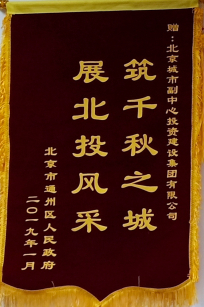 赠：北京城市副中心投资建设集团有限公司
筑千秋之城
展北投风采
北京市通州区人民政府
二〇一九年一月